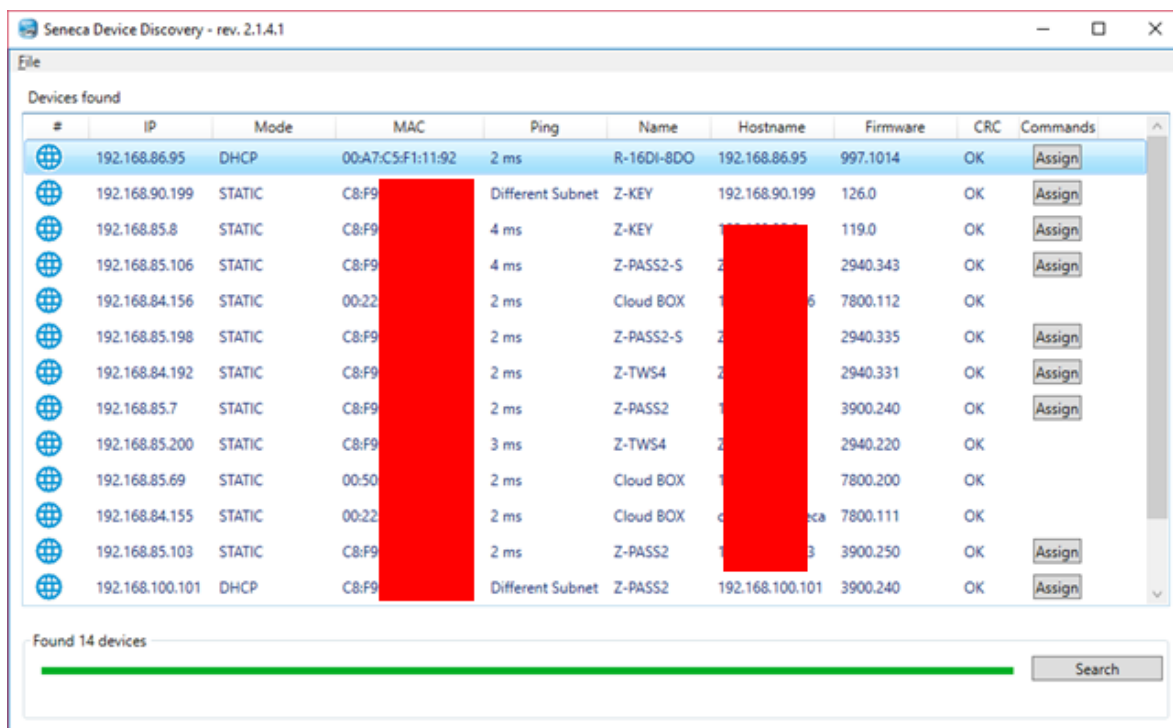 Seneca Device Discovery - rev. 2.1.4.1
File
Devices found
# IP Mode MAC Ping Name Hostname Firmware CRC Commands
192.168.86.95 DHCP 00:A7:C5:F1:11:92 2 ms R-16DI-8DO 192.168.86.95 997.1014 OK Assign
192.168.90.199 STATIC C8:F9 Different Subnet Z-KEY 192.168.90.199 126.0 OK Assign
192.168.85.8 STATIC C8:F9 4 ms Z-KEY 119.0 OK Assign
192.168.85.106 STATIC C8:F9 4 ms Z-PASS2-S 2940.343 OK Assign
192.168.84.156 STATIC 00:22 2 ms Cloud BOX 1 6 7800.112 OK
192.168.85.198 STATIC C8:F9 2 ms Z-PASS2-S 2940.335 OK Assign
192.168.84.192 STATIC C8:F9 2 ms Z-TWS4 2940.331 OK Assign
192.168.85.7 STATIC C8:F9 2 ms Z-PASS2 1 3900.240 OK Assign
192.168.85.200 STATIC C8:F9 3 ms Z-TWS4 2940.220 OK
192.168.85.69 STATIC 00:50 2 ms Cloud BOX 1 7800.200 OK
192.168.84.155 STATIC 00:22 2 ms Cloud BOX eca 7800.111 OK
192.168.85.103 STATIC C8:F9 2 ms Z-PASS2 1 3 3900.250 OK Assign
192.168.100.101 DHCP C8:F9 Different Subnet Z-PASS2 192.168.100.101 3900.240 OK Assign
Found 14 devices
Search